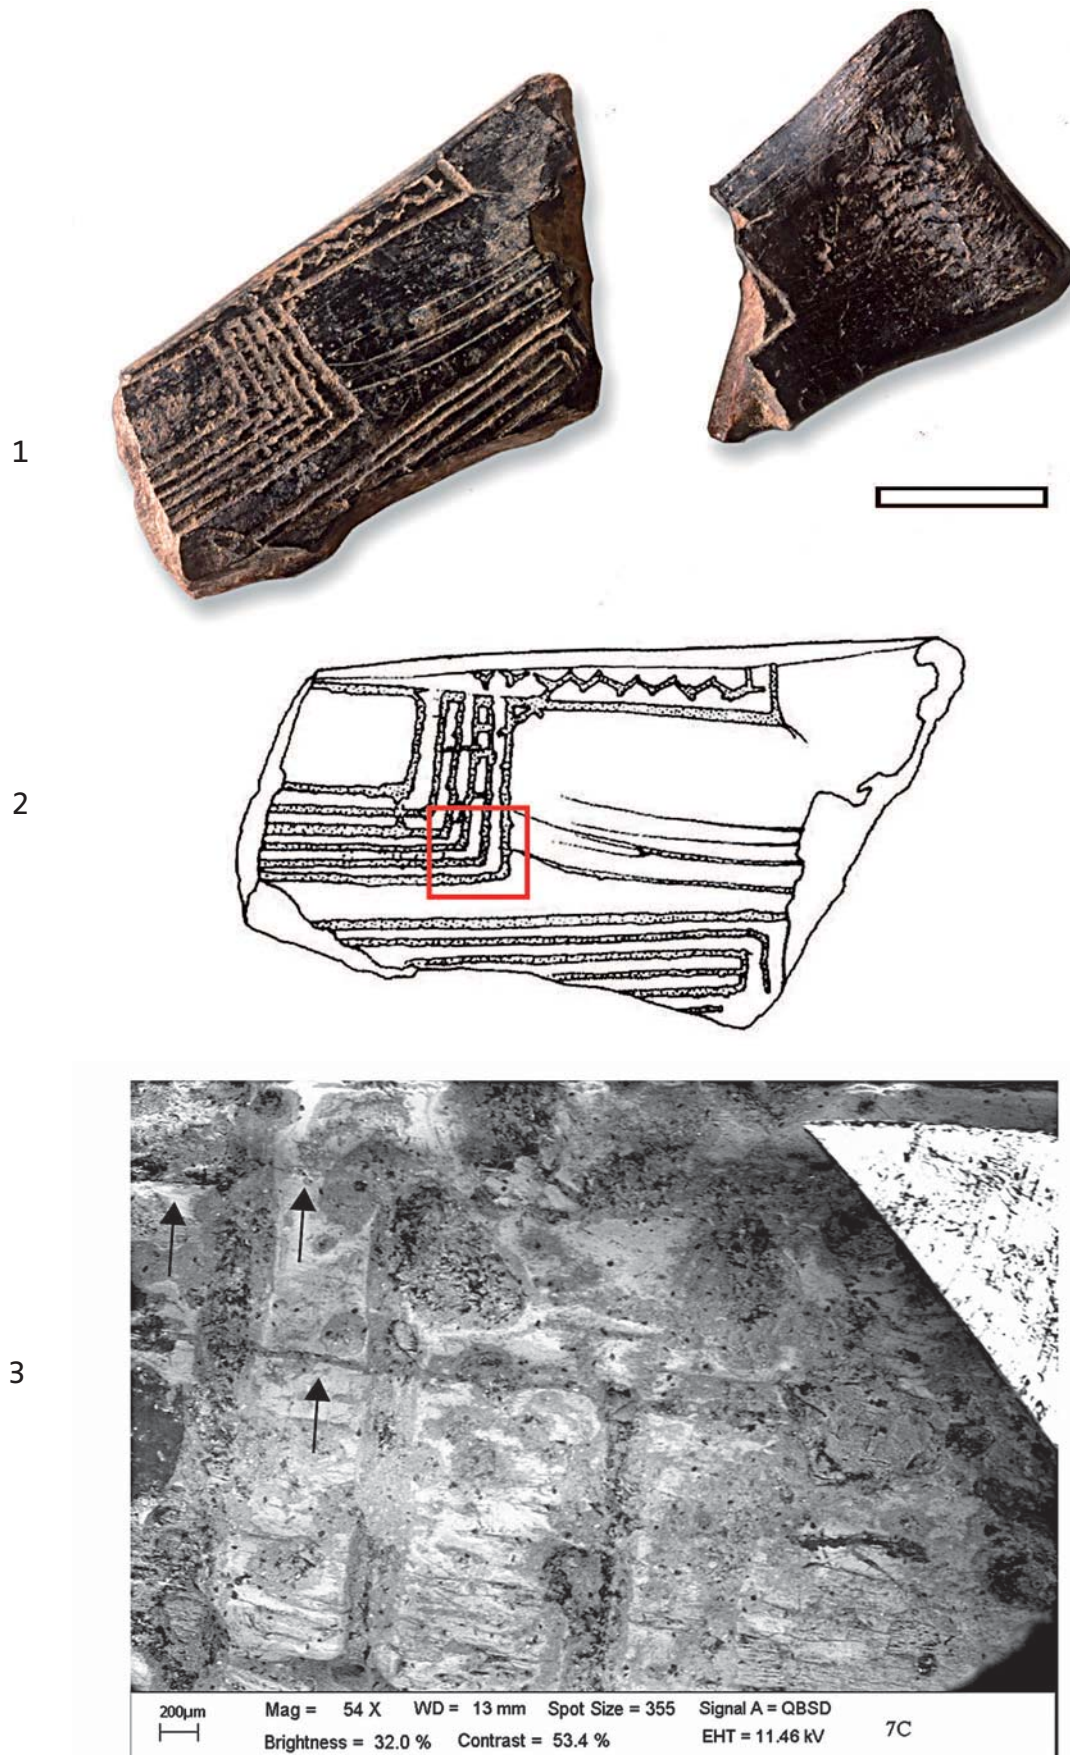 1
2
3
200µm
Mag = 54 X WD = 13 mm Spot Size = 355 Signal A = QBSD
Brightness = 32.0 % Contrast = 53.4 % EHT = 11.46 kV 7C